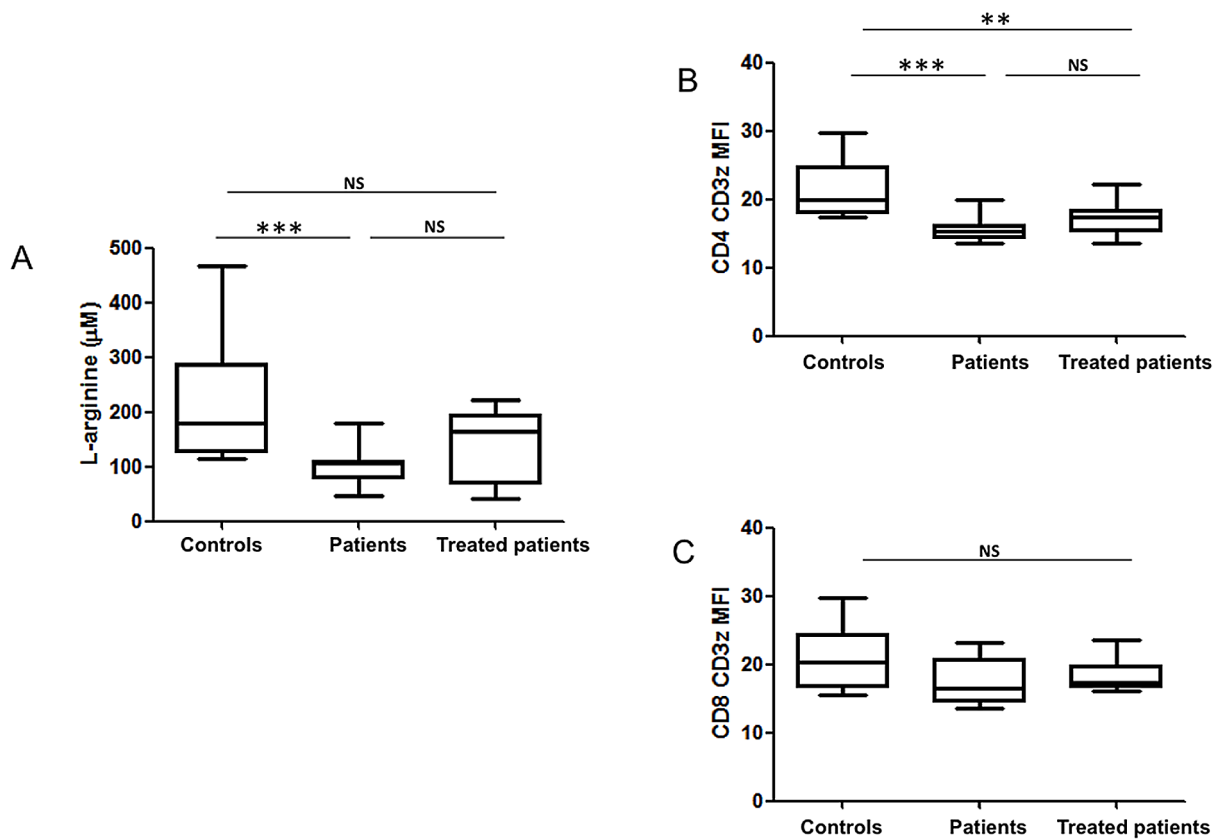 A
NS
***
NS
L-arginine (µM)
500
400
300
200
100
0
Controls
Patients
Treated patients
B
**
***
NS
CD4 CD3z MFI
40
30
20
10
0
Controls
Patients
Treated patients
C
NS
CD8 CD3z MFI
40
30
20
10
0
Controls
Patients
Treated patients